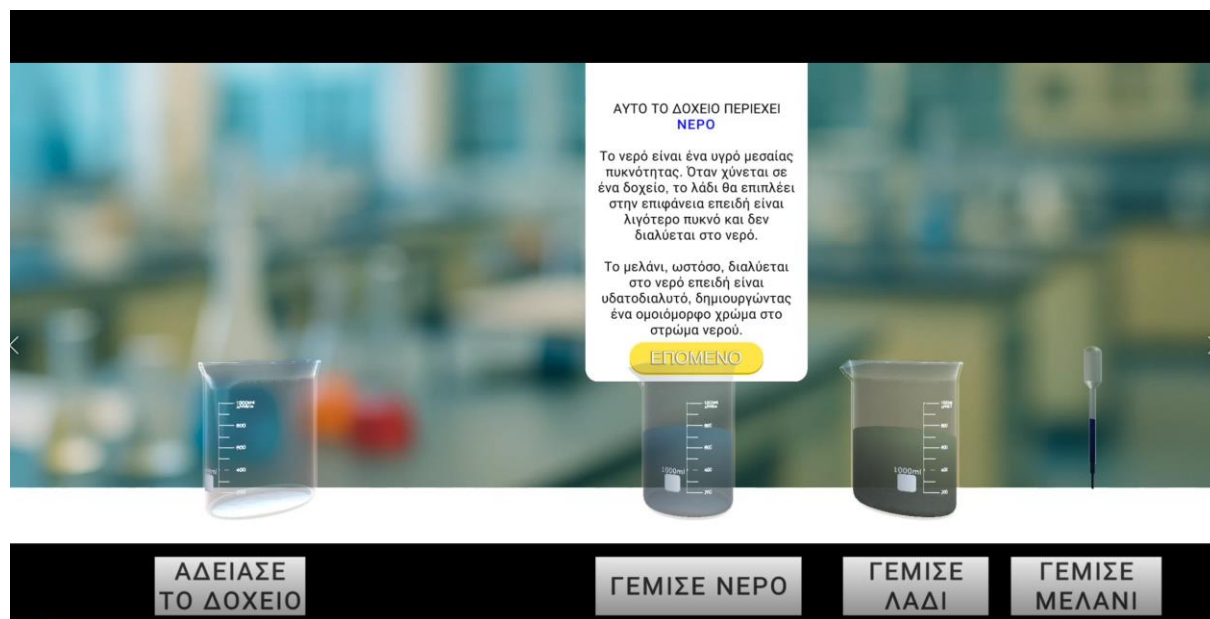 ΑΥΤΟ ΤΟ ΔΟΧΕΙΟ ΠΕΡΙΕΧΕΙ
ΝΕΡΟ
Το νερό είναι ένα υγρό μεσαίας
πυκνότητας. Όταν χύνεται σε
ένα δοχείο, το λάδι θα επιπλέει
στην επιφάνεια επειδή είναι
λιγότερο πυκνό και δεν
διαλύεται στο νερό.
Το μελάνι, ωστόσο, διαλύεται
στο νερό επειδή είναι
υδατοδιαλυτό, δημιουργώντας
ένα ομοιόμορφο χρώμα στο
στρώμα νερού.
ΕΠΟΜΕΝΟ
1000ml
1000ml
ΑΔΕΙΑΣΕ
ΤΟ ΔΟΧΕΙΟ
ΓΕΜΙΣΕ ΝΕΡΟ
ΓΕΜΙΣΕ
ΛΑΔΙ
ΓΕΜΙΣΕ
ΜΕΛΑΝΙ